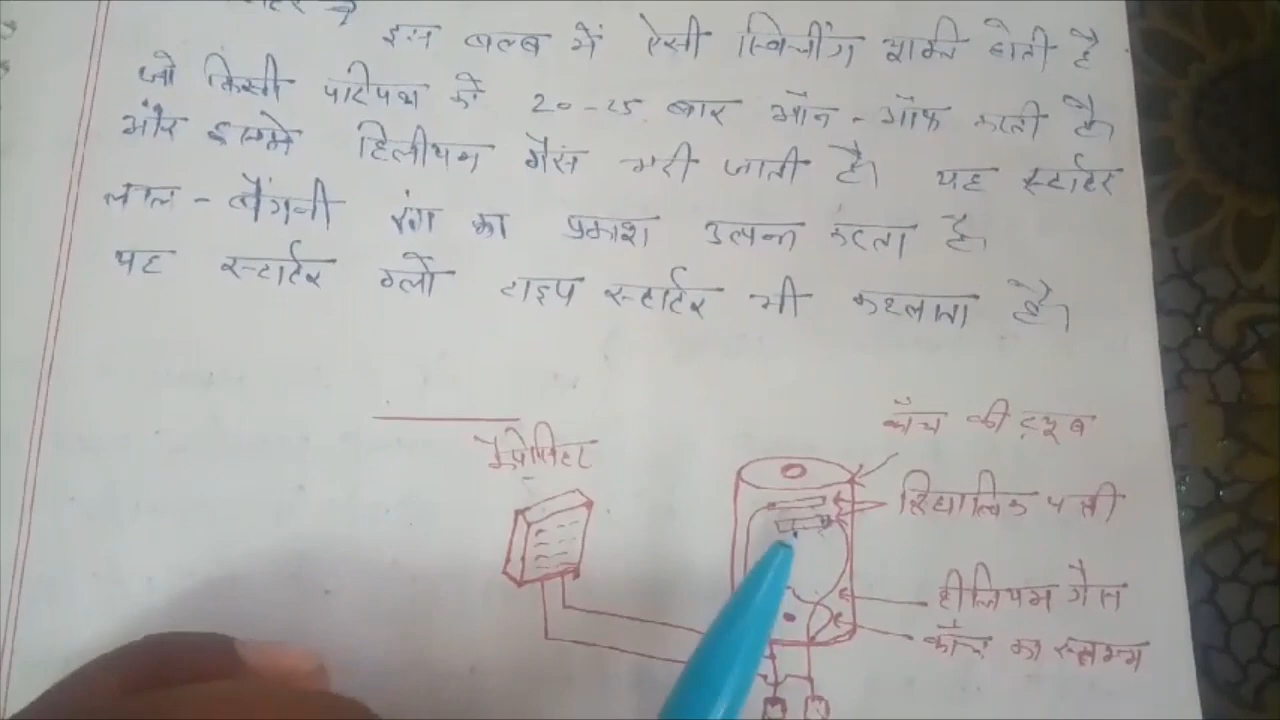 इस बल्ब में ऐसी स्विचींग शक्ती होती है
जो किसी परिपथ को 20-25 बार ऑन-ऑफ करती है।
और इसमे हिलीयम गैस भरी जाती है। यह स्टार्टर
लाल-बैंगनी रंग का प्रकाश उत्पन्न करता है।
यह स्टार्टर ग्लो टाइप स्टार्टर भी कहलाता है।
काँच की ट्यूब
केपेसिटर
द्विधात्विक पत्ती
हीलियम गैस
काँच का स्तम्भ